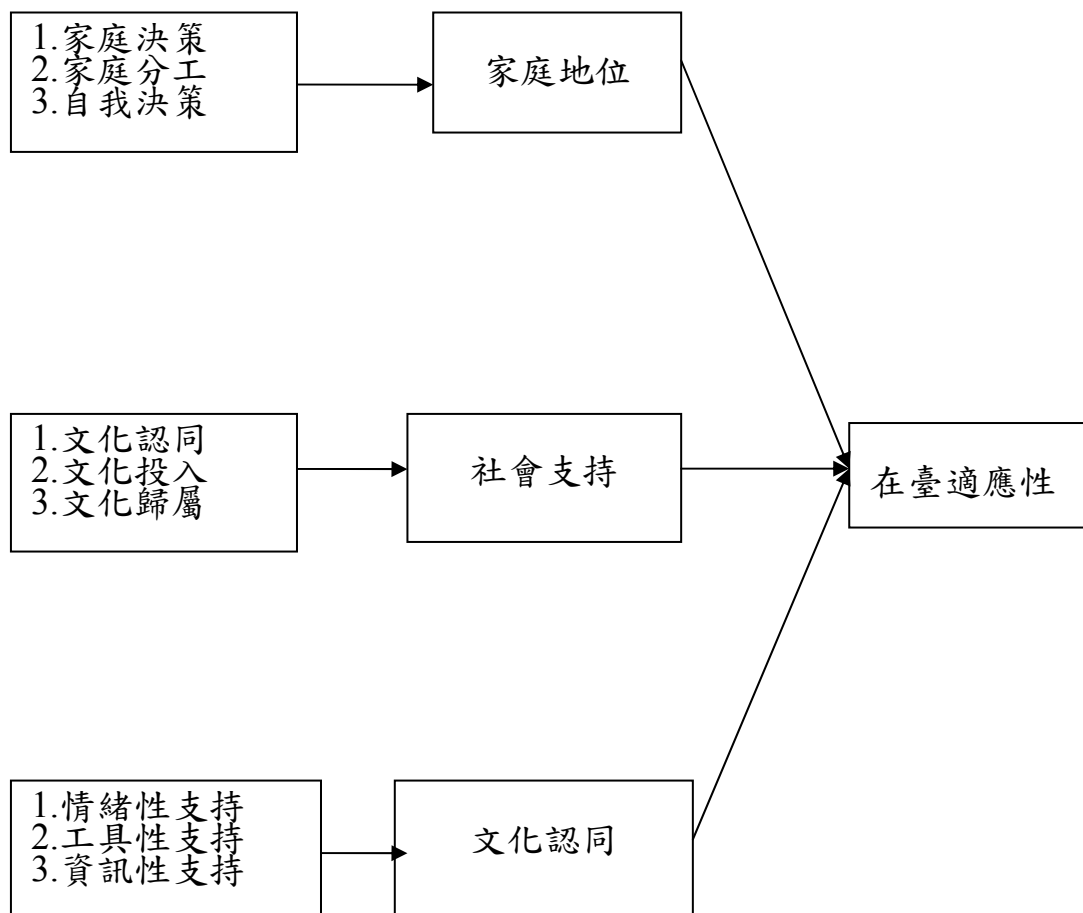 1.家庭決策
2.家庭分工
3.自我決策
家庭地位
1.文化認同
2.文化投入
3.文化歸屬
社會支持
在臺適應性
1.情緒性支持
2.工具性支持
3.資訊性支持
文化認同